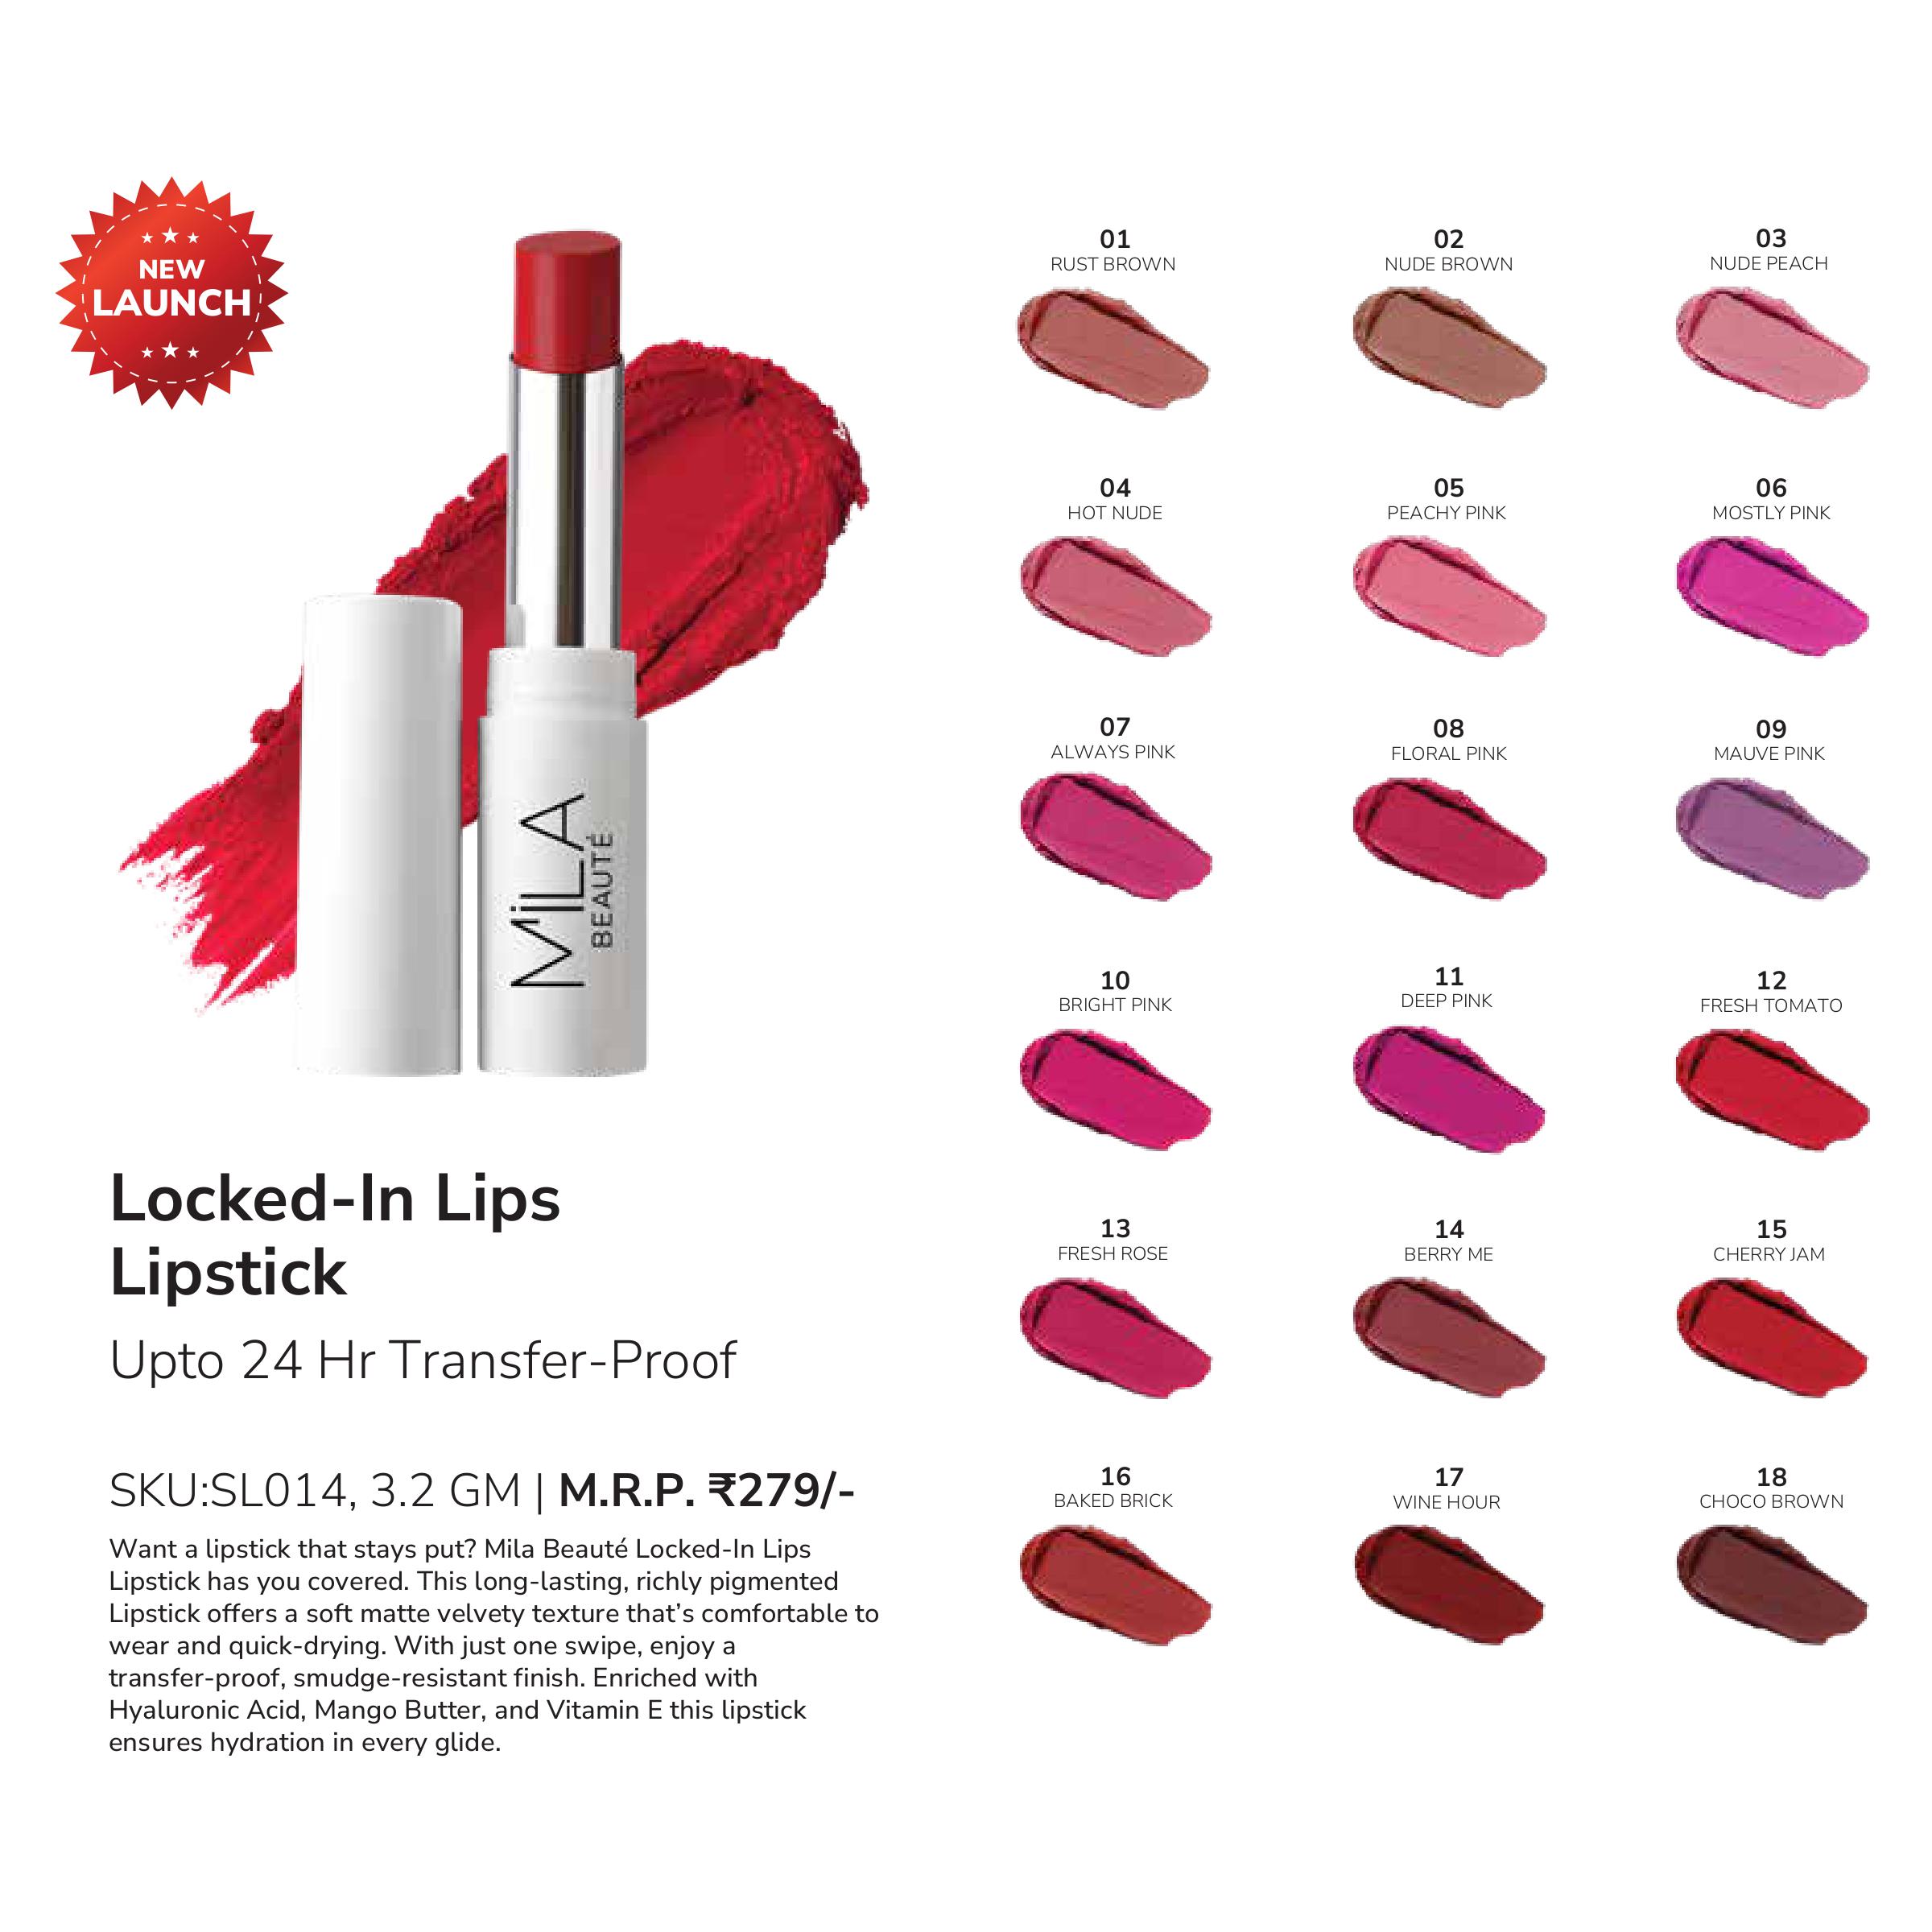 NEW
LAUNCH
MiLA
BEAUTÉ
Locked-In Lips
Lipstick
Upto 24 Hr Transfer-Proof
SKU:SL014, 3.2 GM | M.R.P. ₹279/-
Want a lipstick that stays put? Mila Beauté Locked-In Lips
Lipstick has you covered. This long-lasting, richly pigmented
Lipstick offers a soft matte velvety texture that’s comfortable to
wear and quick-drying. With just one swipe, enjoy a
transfer-proof, smudge-resistant finish. Enriched with
Hyaluronic Acid, Mango Butter, and Vitamin E this lipstick
ensures hydration in every glide.
01
RUST BROWN
02
NUDE BROWN
03
NUDE PEACH
04
HOT NUDE
05
PEACHY PINK
06
MOSTLY PINK
07
ALWAYS PINK
08
FLORAL PINK
09
MAUVE PINK
10
BRIGHT PINK
11
DEEP PINK
12
FRESH TOMATO
13
FRESH ROSE
14
BERRY ME
15
CHERRY JAM
16
BAKED BRICK
17
WINE HOUR
18
CHOCO BROWN